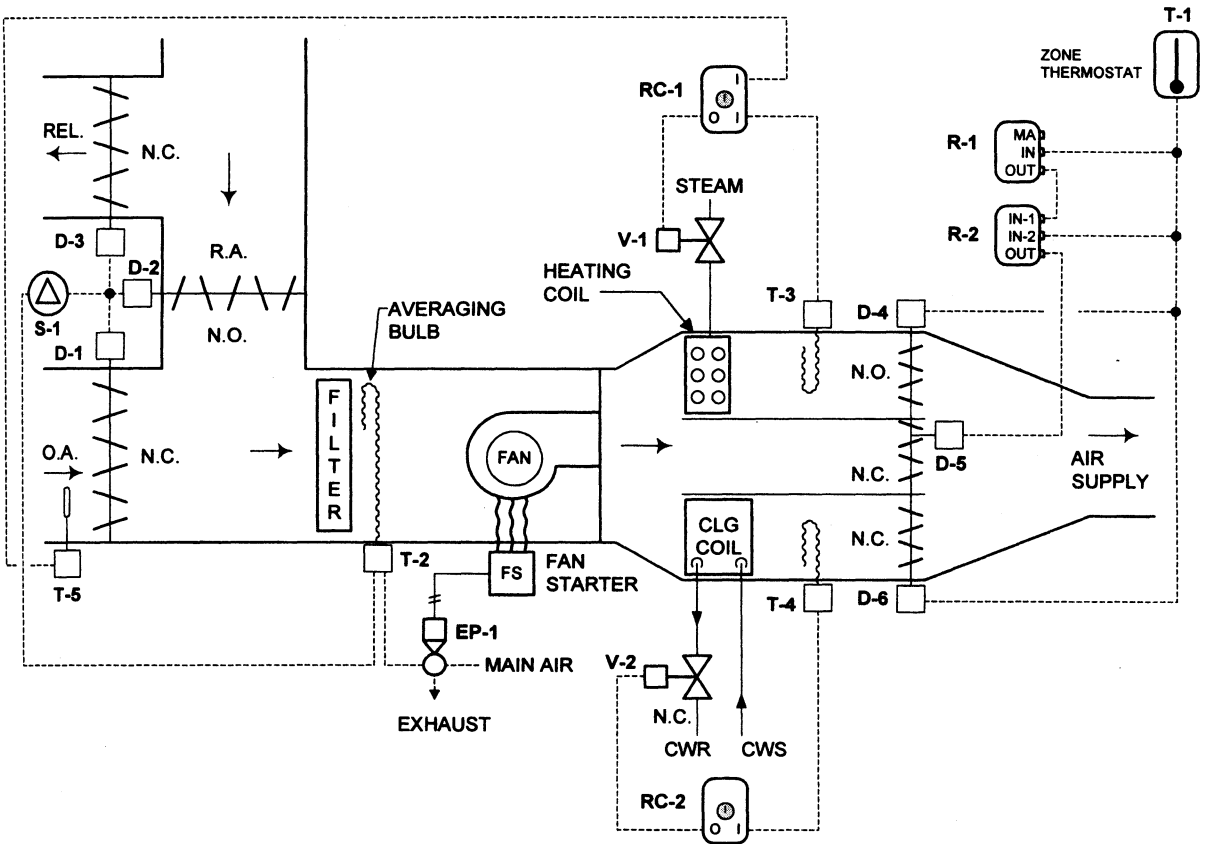 T-1
ZONE
THERMOSTAT
RC-1
I
O I
REL.
N.C.
R-1
MA
IN
OUT
STEAM
R-2
IN-1
IN-2
OUT
D-3
V-1
R.A.
D-2
HEATING
COIL
T-3
D-4
S-1
AVERAGING
BULB
N.O.
D-1
N.O.
FILTER
O.A.
N.C.
FAN
D-5
AIR
SUPPLY
N.C.
CLG
COIL
N.C.
T-2
FS
FAN
STARTER
T-5
T-4
D-6
EP-1
MAIN AIR
V-2
EXHAUST
N.C.
CWR
CWS
RC-2
O I